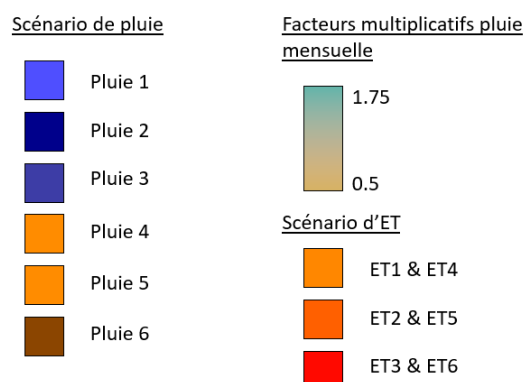 Scénario de pluie
Pluie 1
Pluie 2
Pluie 3
Pluie 4
Pluie 5
Pluie 6
Facteurs multiplicatifs pluie
mensuelle
1.75
0.5
Scénario d'ET
ET1 & ET4
ET2 & ET5
ET3 & ET6